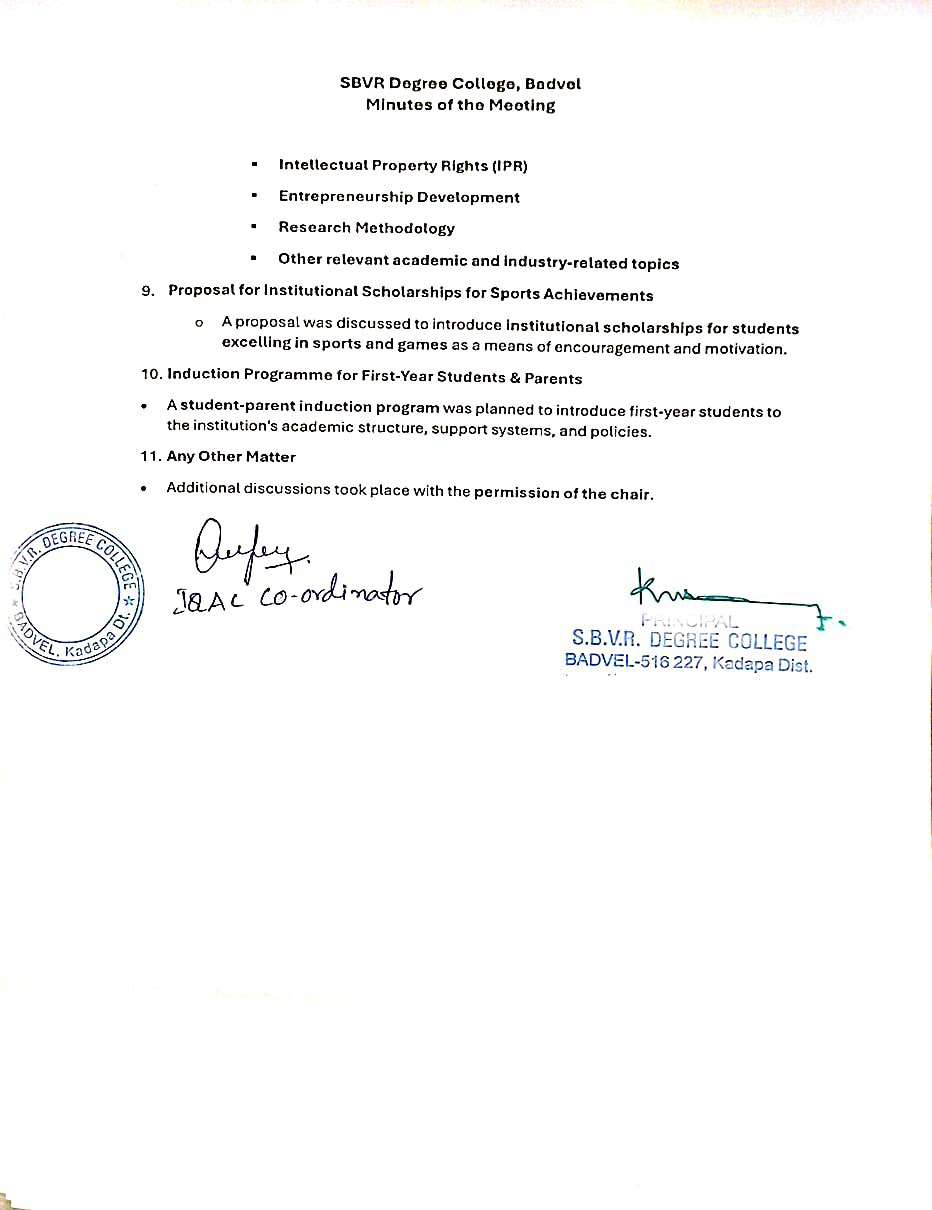 SBVR Degree College, Badvel
Minutes of the Meeting
▪ Intellectual Property Rights (IPR)
▪ Entrepreneurship Development
▪ Research Methodology
▪ Other relevant academic and industry-related topics
9. Proposal for Institutional Scholarships for Sports Achievements
o A proposal was discussed to introduce institutional scholarships for students
excelling in sports and games as a means of encouragement and motivation.
10. Induction Programme for First-Year Students & Parents
• A student-parent induction program was planned to introduce first-year students to
the institution's academic structure, support systems, and policies.
11. Any Other Matter
• Additional discussions took place with the permission of the chair.
S.B.V.R. DEGREE COLLEGE
★ BADVEL, Kadapa Dt. ★
IQAC CO-ordinator
PRINCIPAL
S.B.V.R. DEGREE COLLEGE
BADVEL-516 227, Kadapa Dist.